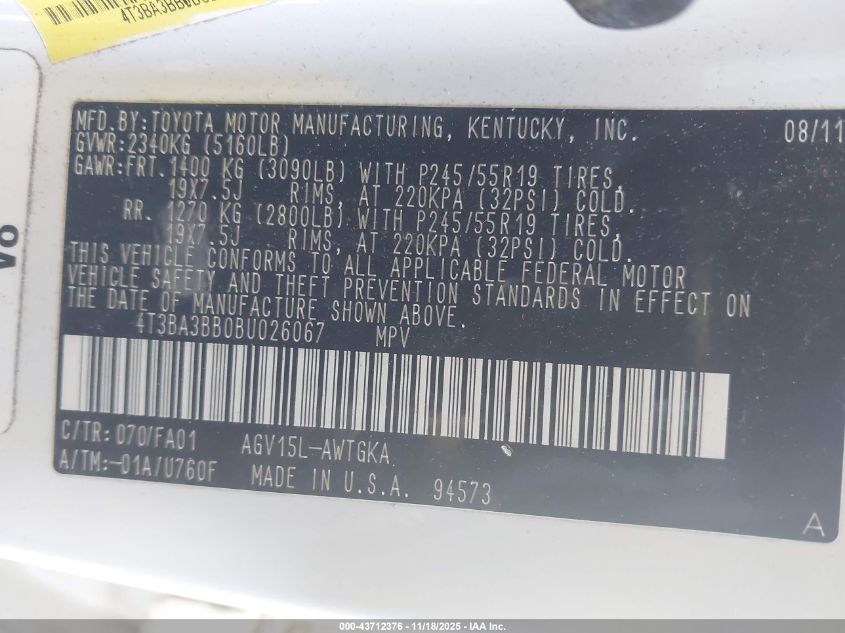 MFD. BY: TOYOTA MOTOR MANUFACTURING, KENTUCKY, INC. 08/11
GVWR: 2340KG (5160LB)
GAWR: FRT. 1400 KG (3090LB) WITH P245/55R19 TIRES,
19X7.5J RIMS, AT 220KPA (32PSI) COLD.
RR. 1270 KG (2800LB) WITH P245/55R19 TIRES,
19X7.5J RIMS, AT 220KPA (32PSI) COLD.
THIS VEHICLE CONFORMS TO ALL APPLICABLE FEDERAL MOTOR
VEHICLE SAFETY AND THEFT PREVENTION STANDARDS IN EFFECT ON
THE DATE OF MANUFACTURE SHOWN ABOVE.
4T3BA3BB0BU026067 MPV
C/TR: 070/FA01 AGV15L-AWTGKA
A/TM: -01A/U760F MADE IN U.S.A. 94573
A
000-43712376 - 11/18/2025 - IAA Inc.